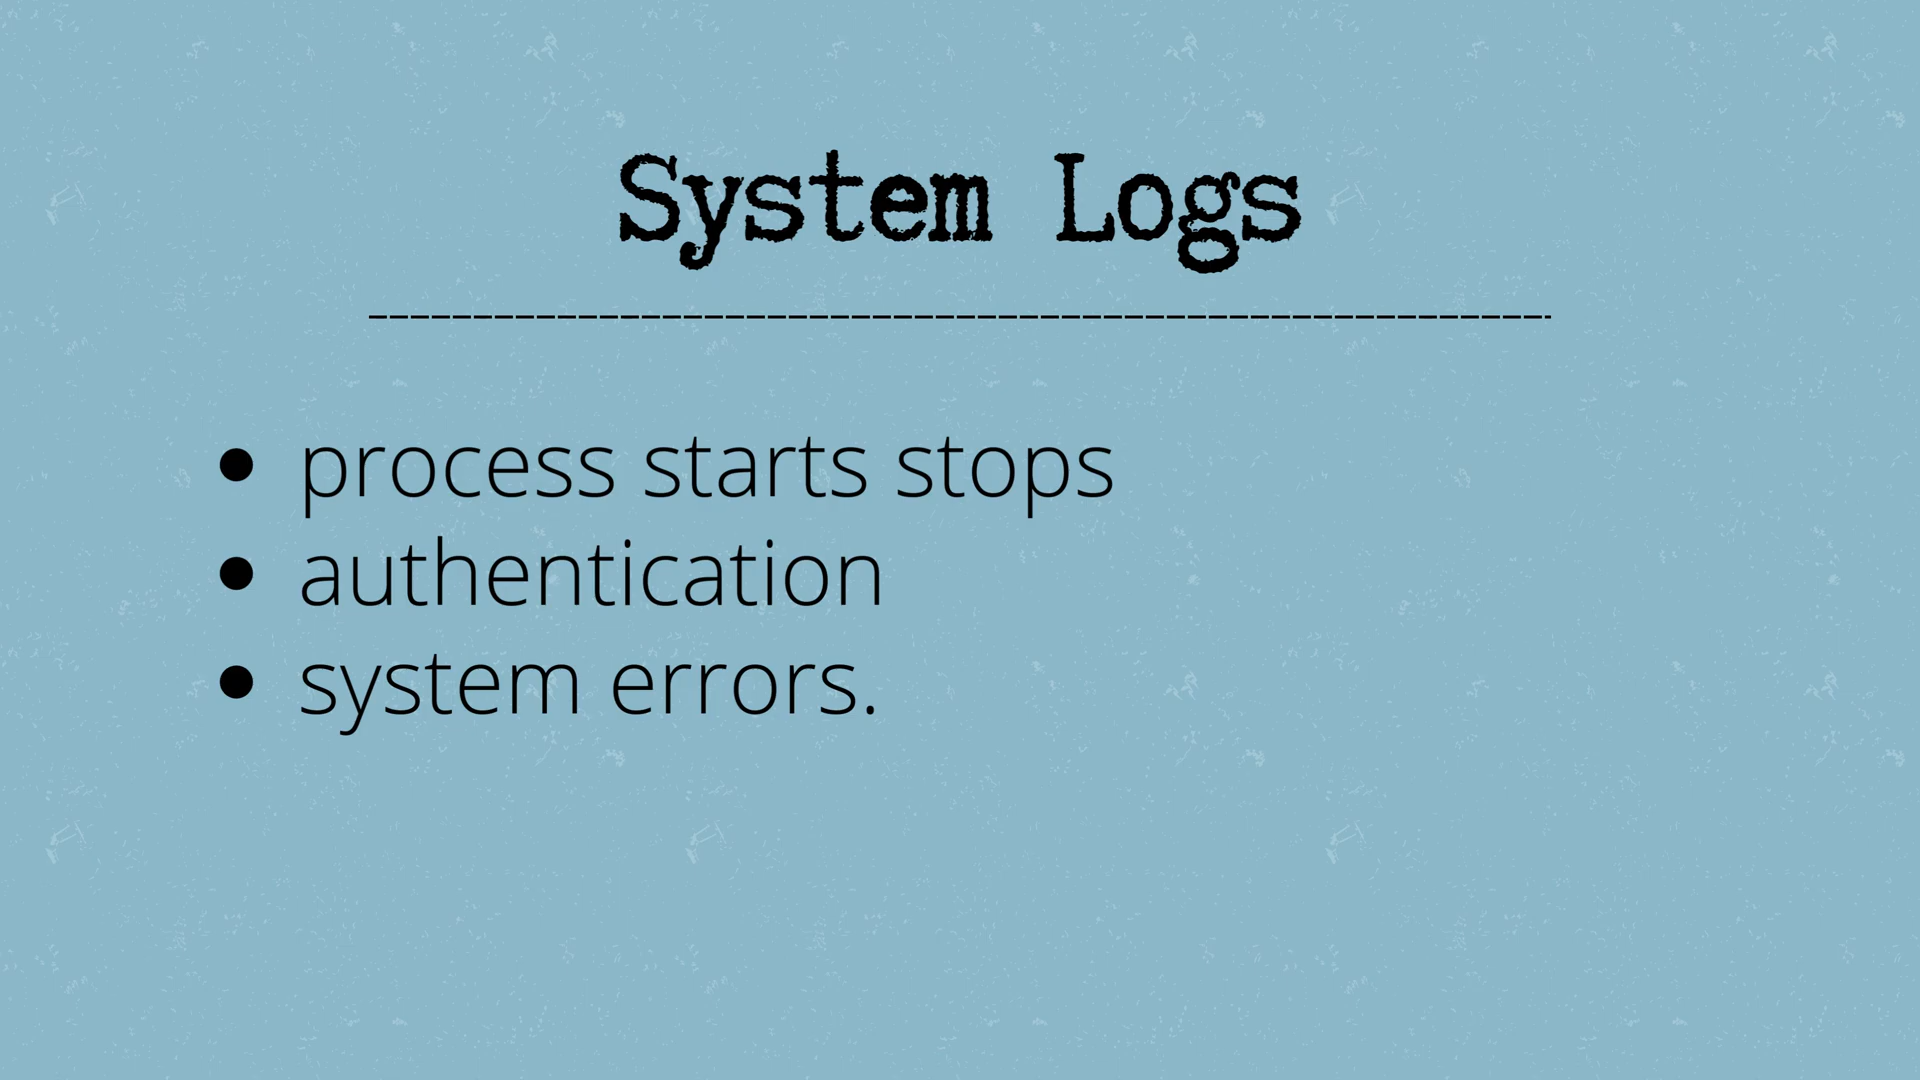 System Logs
• process starts stops
• authentication
• system errors.